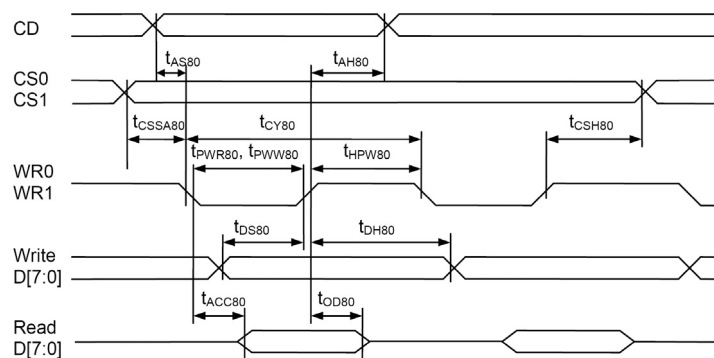 CD
tAS80 tAH80
CS0
CS1
tCSSA80 tCY80 tCSH80
tPWR80, tPWW80 tHPW80
WR0
WR1
tDS80 tDH80
Write
D[7:0]
tACC80 tOD80
Read
D[7:0]